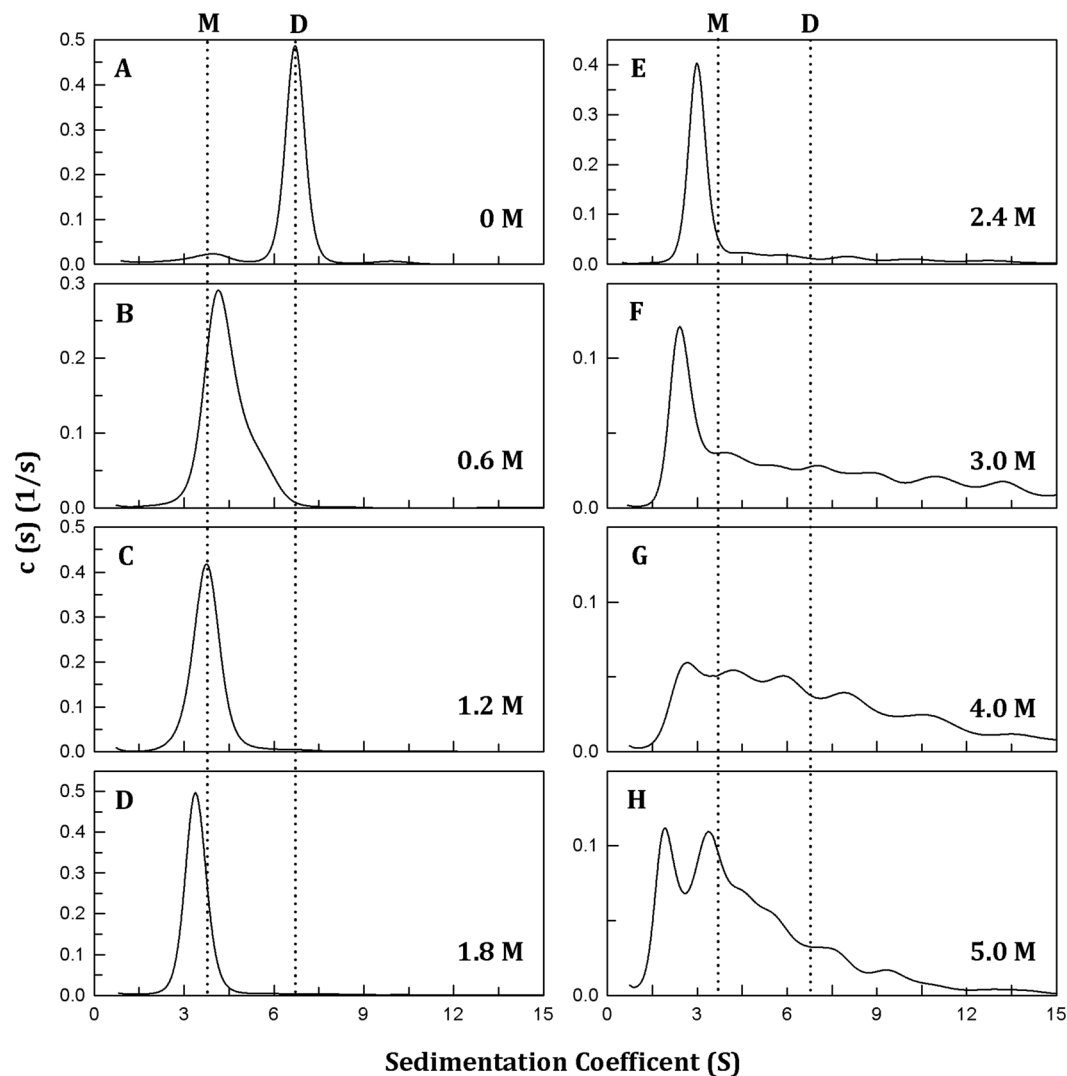 M D M D
0.5 A 0.4 E
0.4
0.3 0.3
0.2 0.2
0.1 0 M 0.1 2.4 M
0.0 0.0
0.3 B F
0.2 0.1
0.1 0.6 M 3.0 M
0.0 0.0
0.5 C G
0.4
0.3 0.1
0.2
0.1 1.2 M 4.0 M
0.0 0.0
D H
0.5
0.4 0.1
0.3
0.2
0.1 1.8 M 5.0 M
0.0 0.0
0 3 6 9 12 15 0 3 6 9 12 15
c (s) (1/s)
Sedimentation Coefficent (S)